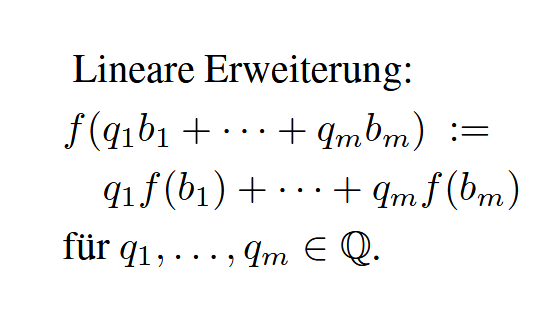 Lineare Erweiterung:
f(q₁b₁ + ⋯ + qₘbₘ) :=
q₁f(b₁) + ⋯ + qₘf(bₘ)
für q₁, …, qₘ ∈ ℚ.